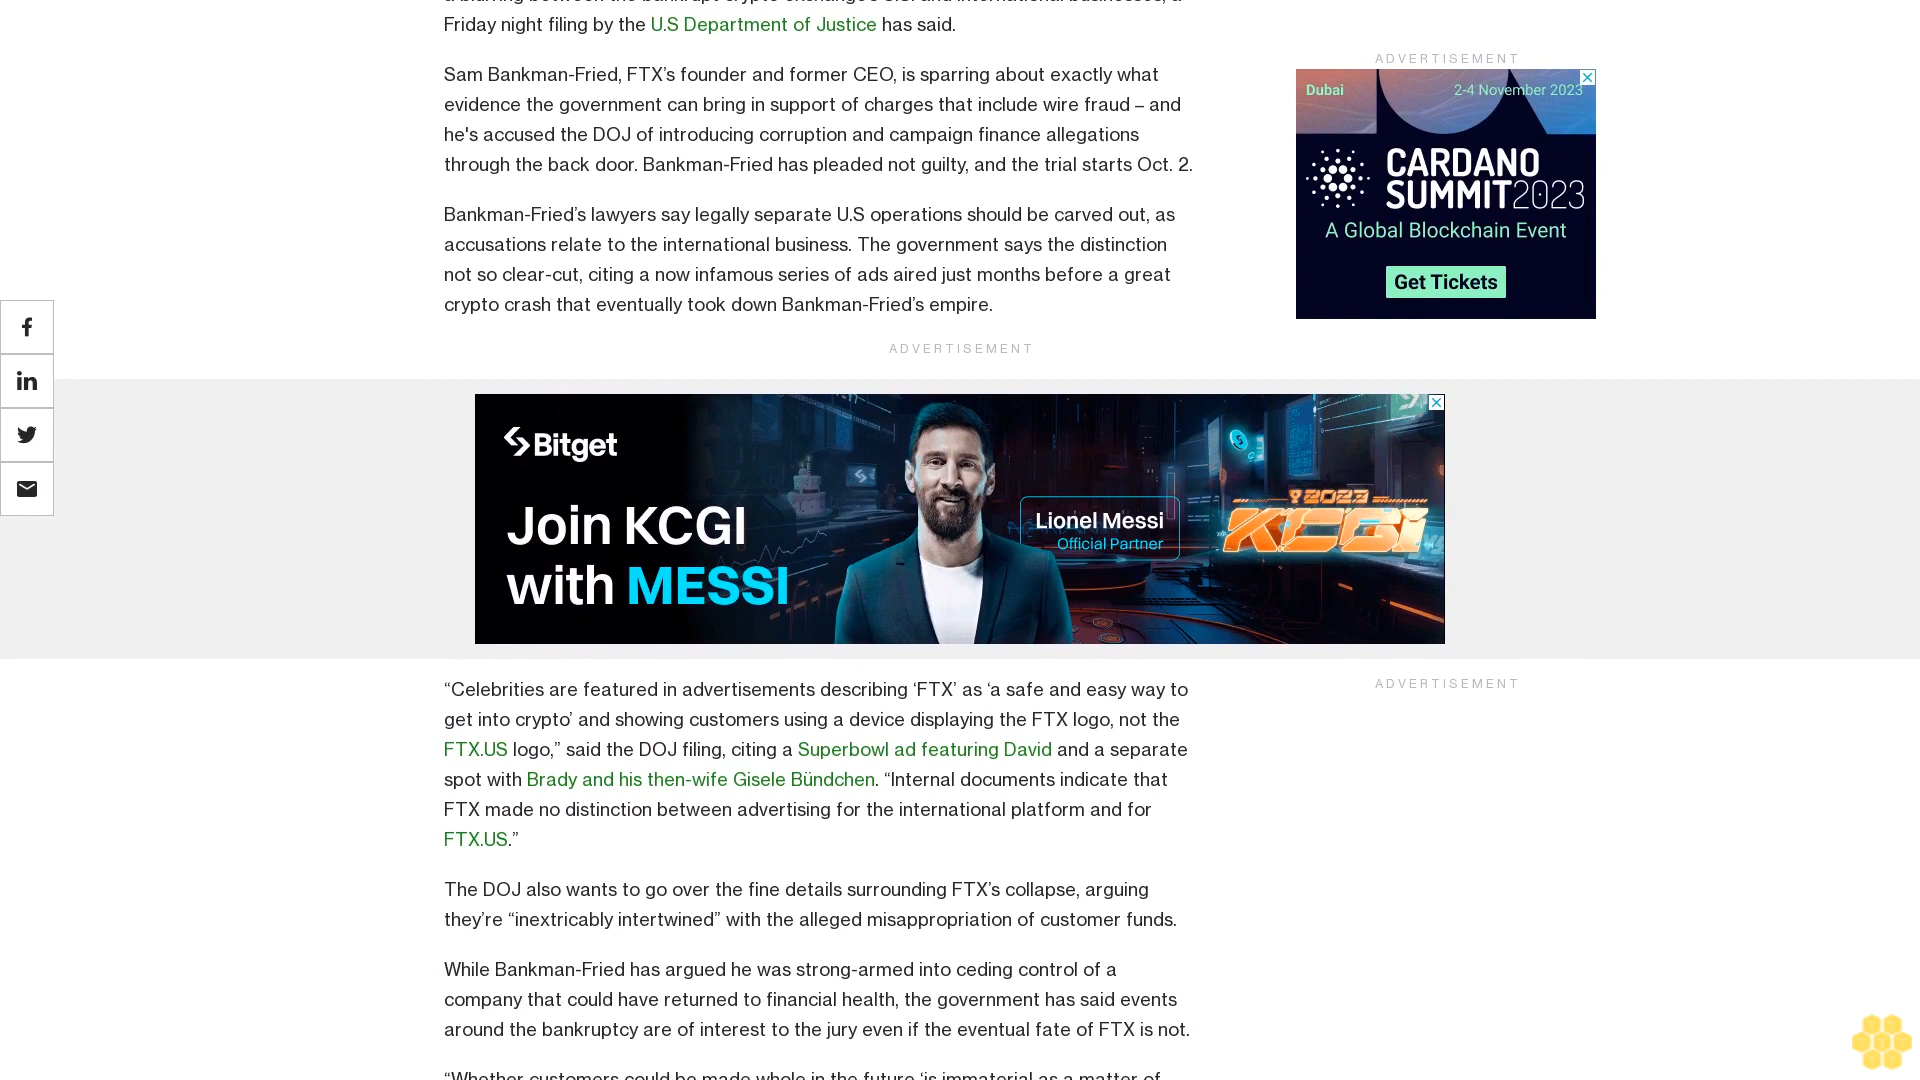 Friday night filing by the U.S Department of Justice has said.
Sam Bankman-Fried, FTX’s founder and former CEO, is sparring about exactly what
evidence the government can bring in support of charges that include wire fraud – and
he's accused the DOJ of introducing corruption and campaign finance allegations
through the back door. Bankman-Fried has pleaded not guilty, and the trial starts Oct. 2.
Bankman-Fried’s lawyers say legally separate U.S operations should be carved out, as
accusations relate to the international business. The government says the distinction
not so clear-cut, citing a now infamous series of ads aired just months before a great
crypto crash that eventually took down Bankman-Fried’s empire.
ADVERTISEMENT
Dubai
2-4 November 2023
CARDANO
SUMMIT2023
A Global Blockchain Event
Get Tickets
ADVERTISEMENT
Bitget
Join KCGI
with MESSI
Lionel Messi
Official Partner
2023
KCGI
“Celebrities are featured in advertisements describing ‘FTX’ as ‘a safe and easy way to
get into crypto’ and showing customers using a device displaying the FTX logo, not the
FTX.US logo,” said the DOJ filing, citing a Superbowl ad featuring David and a separate
spot with Brady and his then-wife Gisele Bündchen. “Internal documents indicate that
FTX made no distinction between advertising for the international platform and for
FTX.US.”
ADVERTISEMENT
The DOJ also wants to go over the fine details surrounding FTX’s collapse, arguing
they’re “inextricably intertwined” with the alleged misappropriation of customer funds.
While Bankman-Fried has argued he was strong-armed into ceding control of a
company that could have returned to financial health, the government has said events
around the bankruptcy are of interest to the jury even if the eventual fate of FTX is not.
“Whether customers could be made whole in the future ‘is immaterial as a matter of